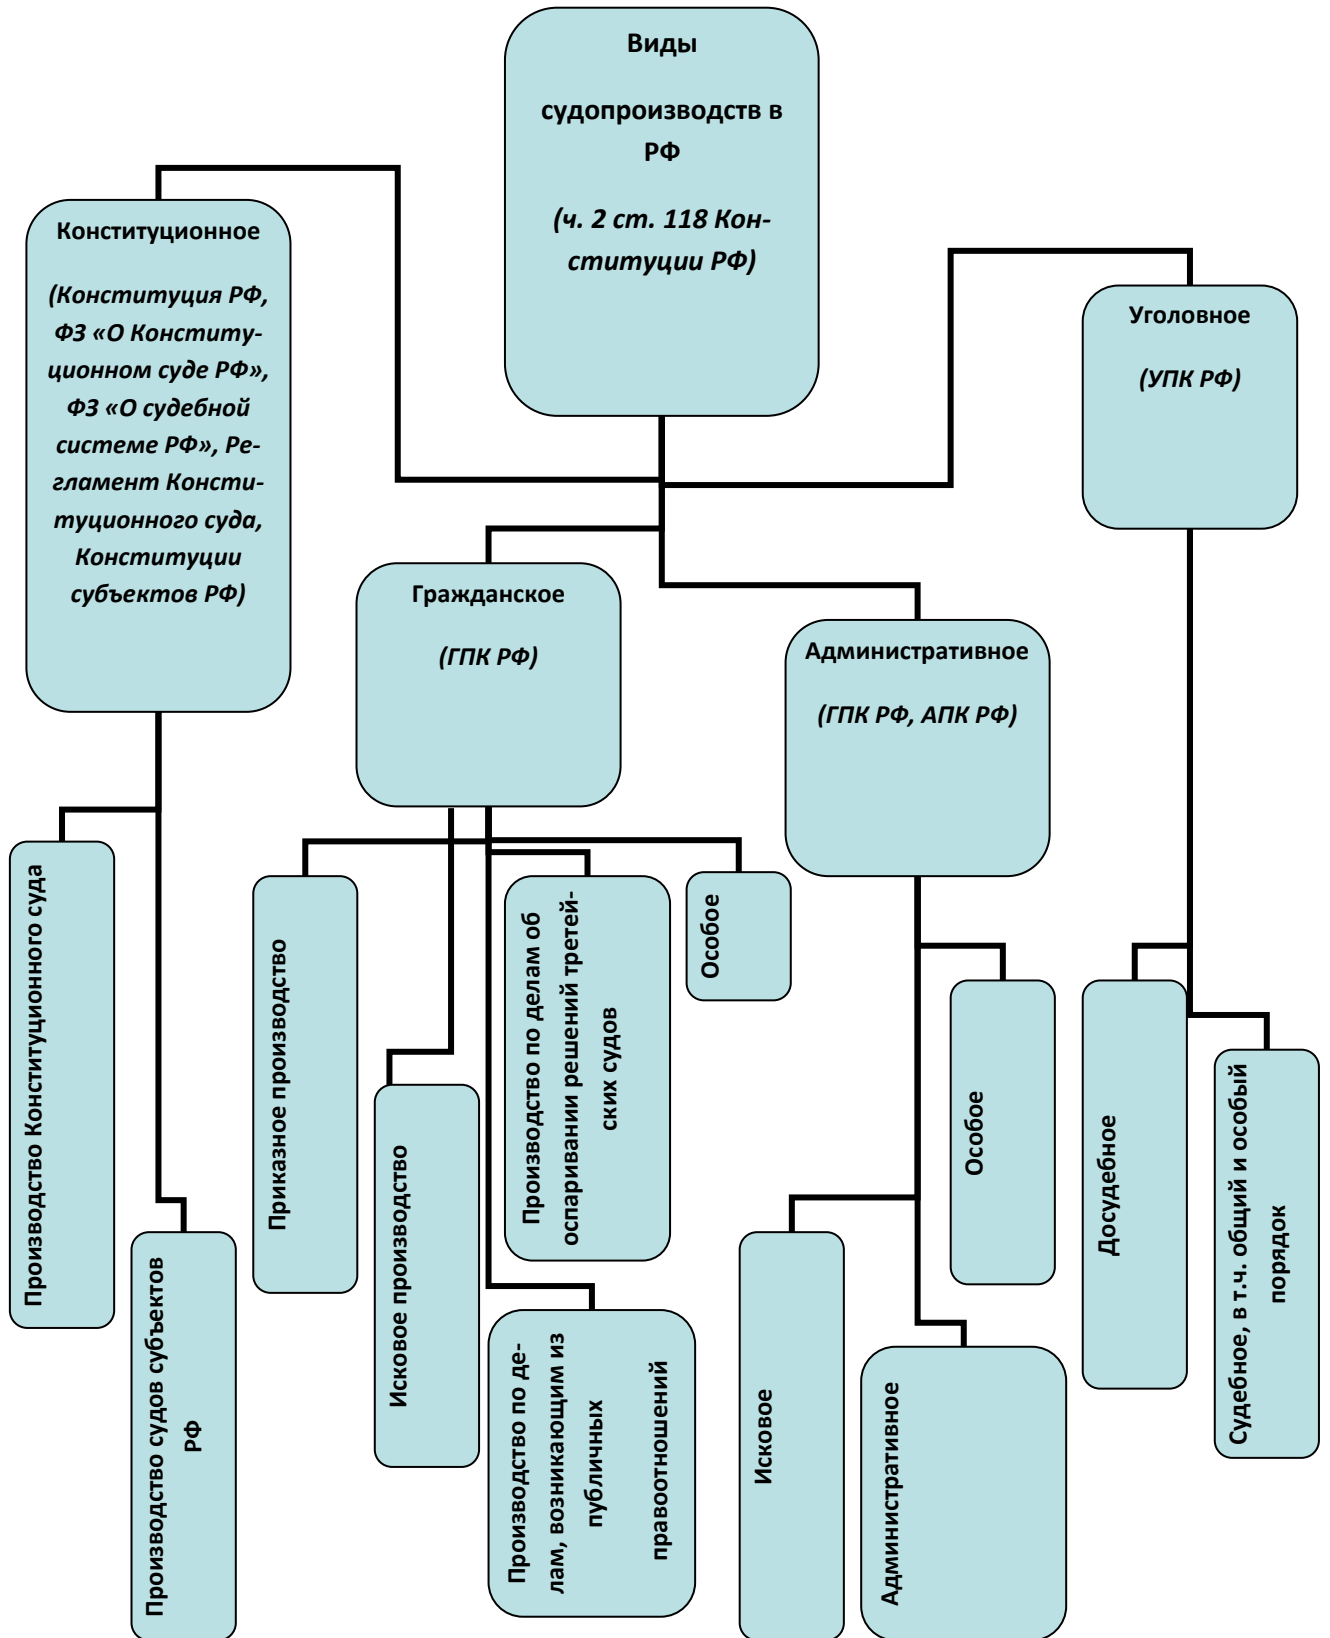 Виды
судопроизводств в
РФ
(ч. 2 ст. 118 Кон-
ституции РФ)
Конституционное
(Конституция РФ,
ФЗ «О Конститу-
ционном суде РФ»,
ФЗ «О судебной
системе РФ», Ре-
гламент Консти-
туционного суда,
Конституции
субъектов РФ)
Уголовное
(УПК РФ)
Гражданское
(ГПК РФ)
Административное
(ГПК РФ, АПК РФ)
Производство Конституционного суда
Производство судов субъектов
РФ
Приказное производство
Исковое производство
Производство по делам об
оспаривании решений третей-
ских судов
Производство по де-
лам, возникающим из
публичных
правоотношений
Особое
Исковое
Административное
Особое
Досудебное
Судебное, в т.ч. общий и особый
порядок